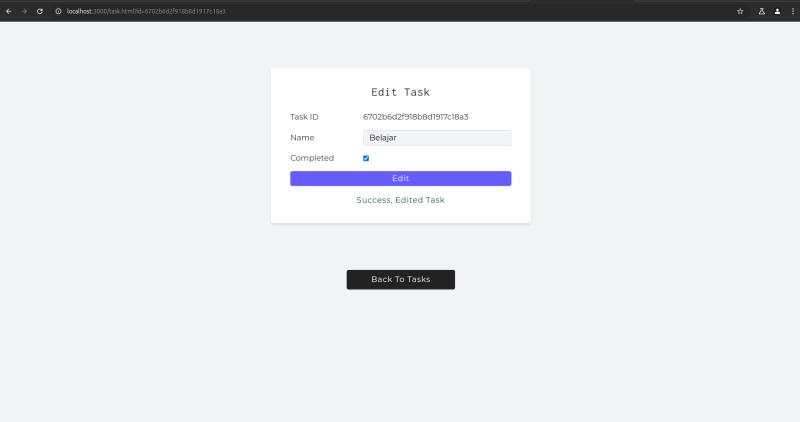 localhost:3000/task.html?id=6702b6d2f918b8d1917c18a3
Edit Task
Task ID 6702b6d2f918b8d1917c18a3
Name Belajar
Completed
Edit
Success, Edited Task
Back To Tasks